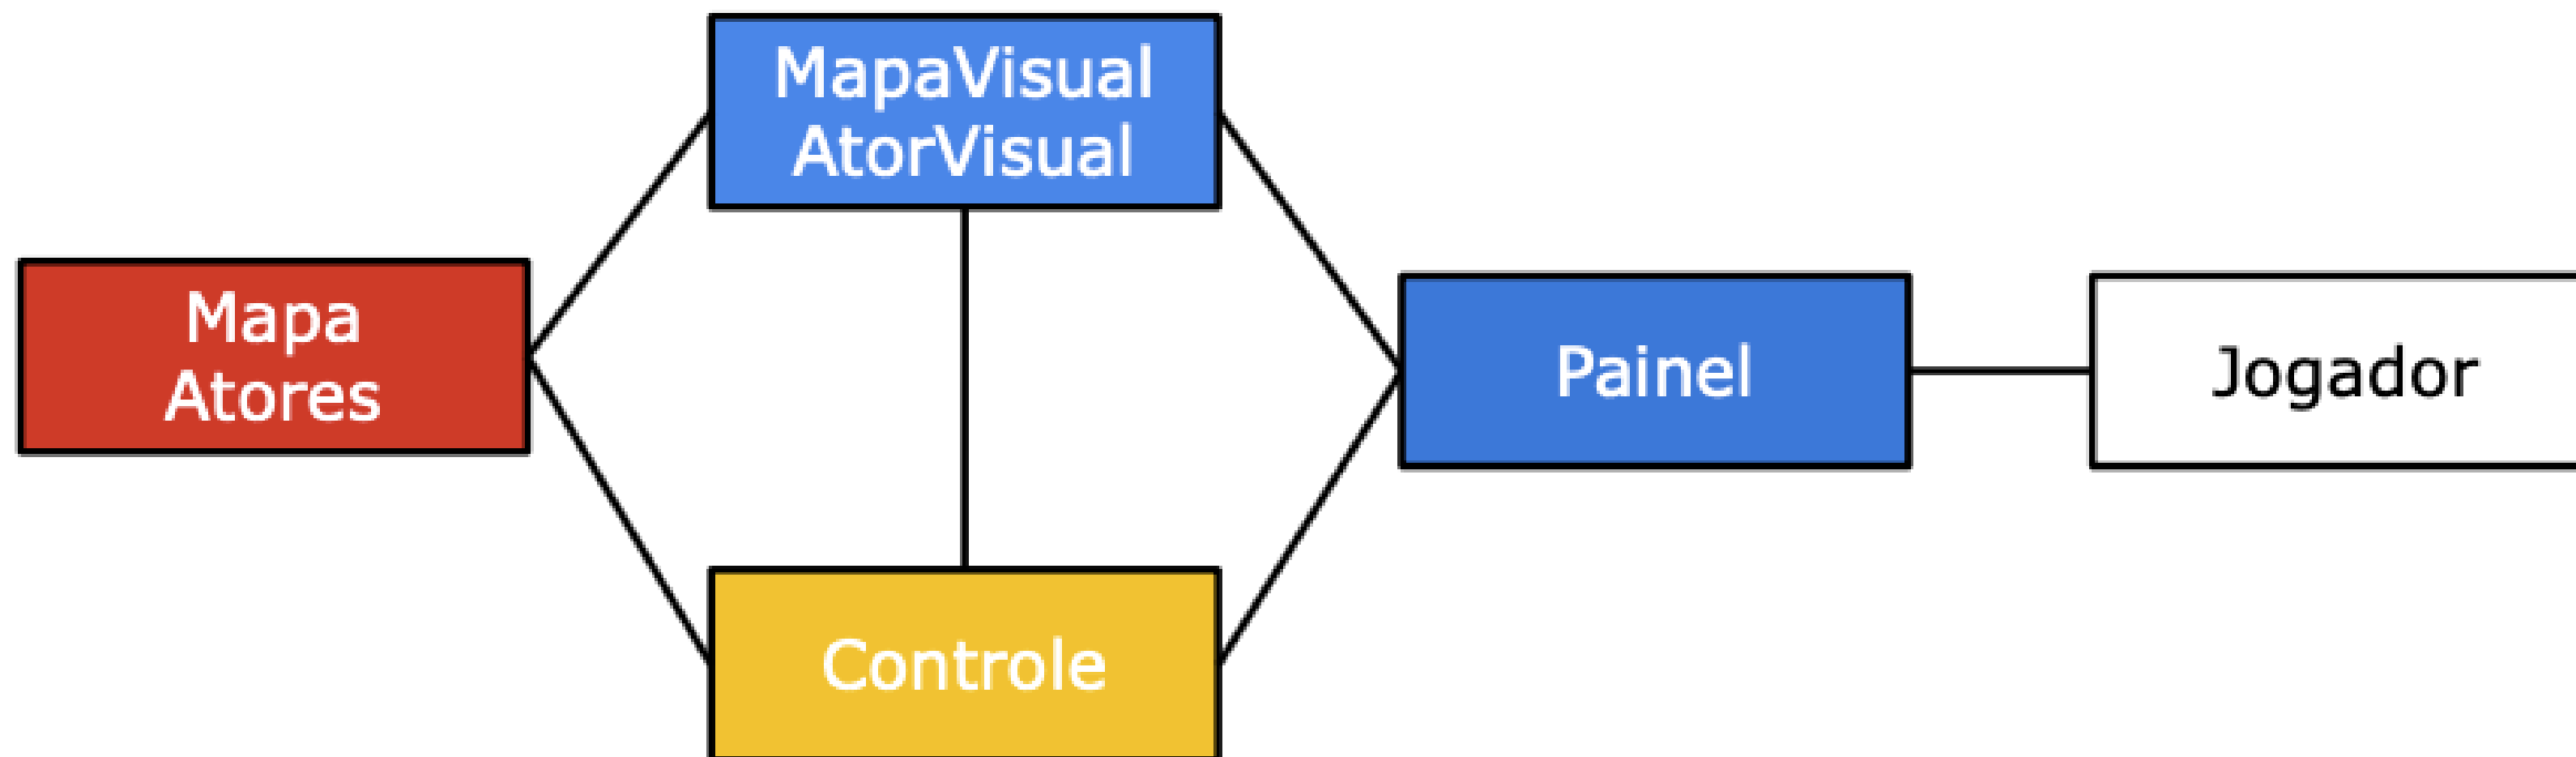 MapaVisual
AtorVisual
Mapa
Atores
Painel
Jogador
Controle